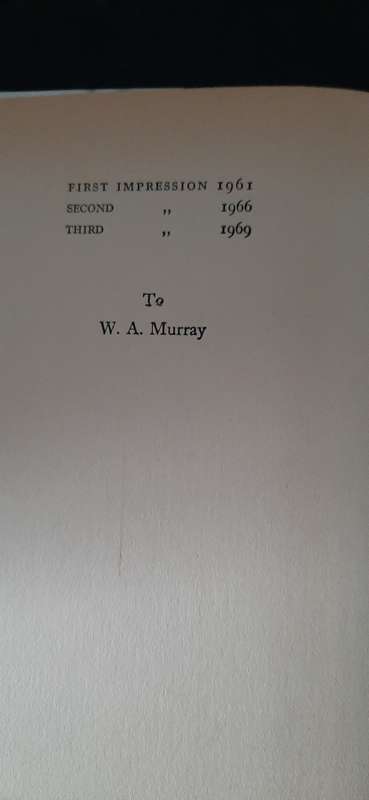 FIRST IMPRESSION 1961
SECOND ,, 1966
THIRD ,, 1969
To
W. A. Murray